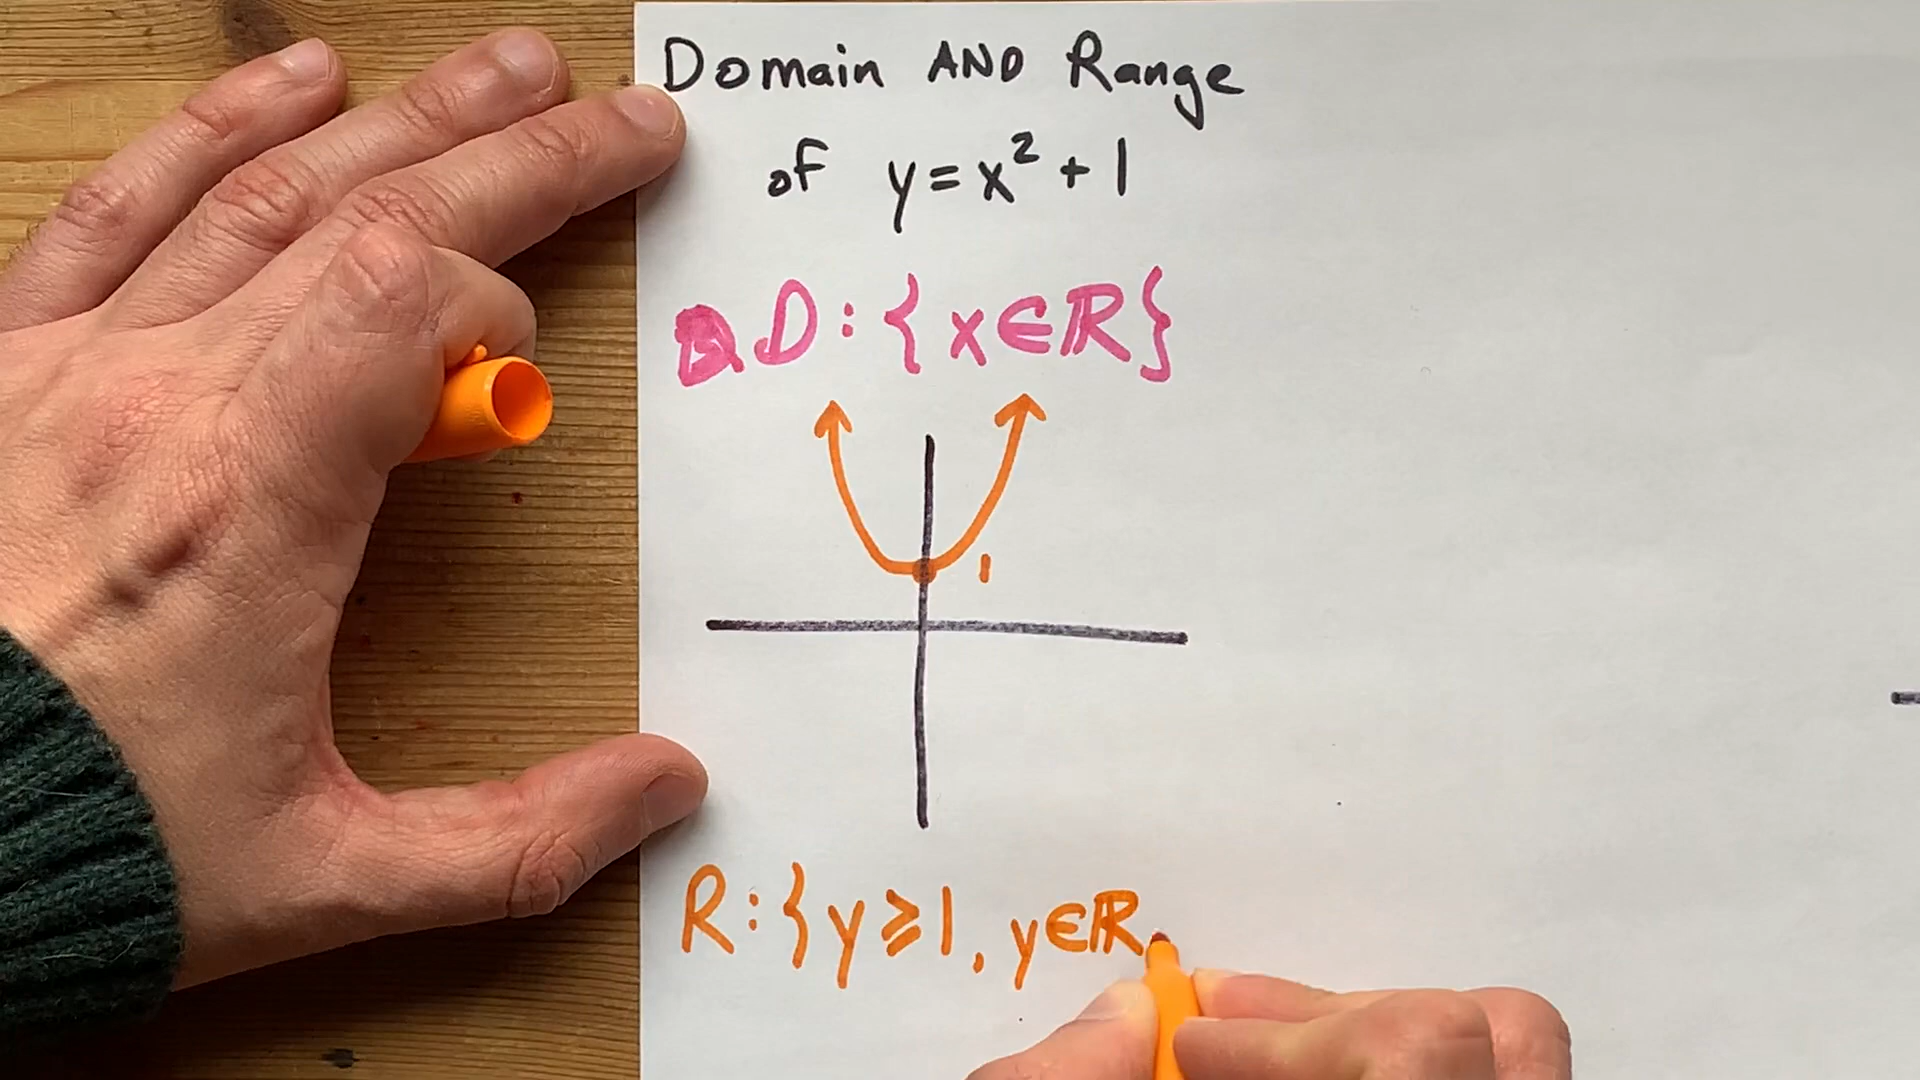 Domain AND Range
of y = x² + 1
D : { x ∈ ℝ }
1
R : { y ⩾ 1, y ∈ ℝ